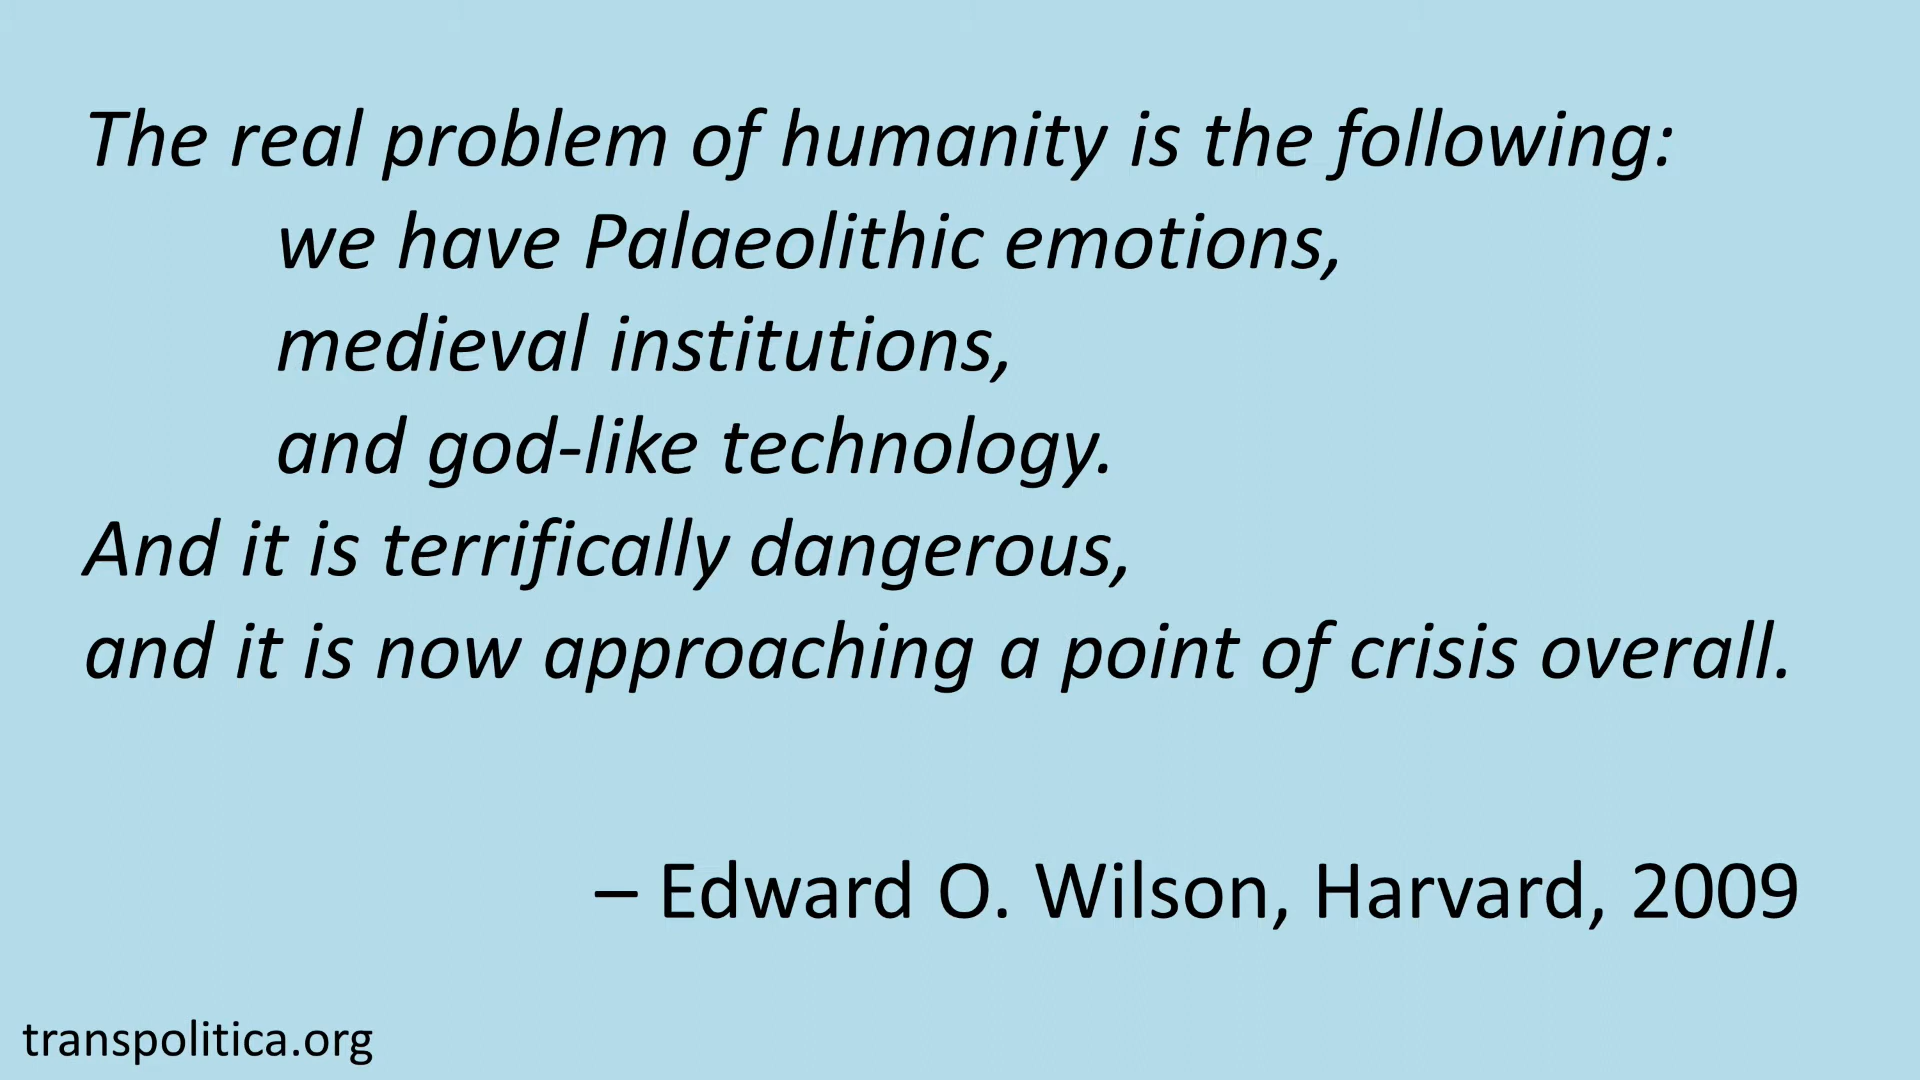 The real problem of humanity is the following:
we have Palaeolithic emotions,
medieval institutions,
and god-like technology.
And it is terrifically dangerous,
and it is now approaching a point of crisis overall.
– Edward O. Wilson, Harvard, 2009
transpolitica.org